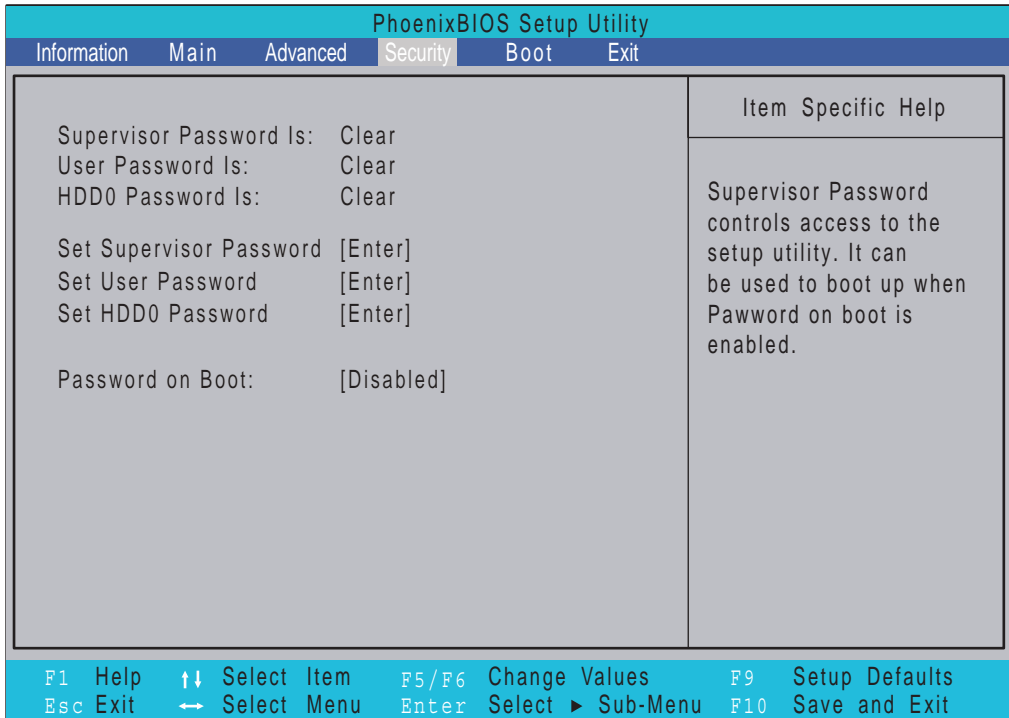 PhoenixBIOS Setup Utility
Information Main Advanced Security Boot Exit
Supervisor Password Is: Clear
User Password Is: Clear
HDD0 Password Is: Clear
Set Supervisor Password [Enter]
Set User Password [Enter]
Set HDD0 Password [Enter]
Password on Boot: [Disabled]
Item Specific Help
Supervisor Password
controls access to the
setup utility. It can
be used to boot up when
Pawword on boot is
enabled.
F1 Help ↑↓ Select Item F5/F6 Change Values F9 Setup Defaults
Esc Exit ↔ Select Menu Enter Select ► Sub-Menu F10 Save and Exit